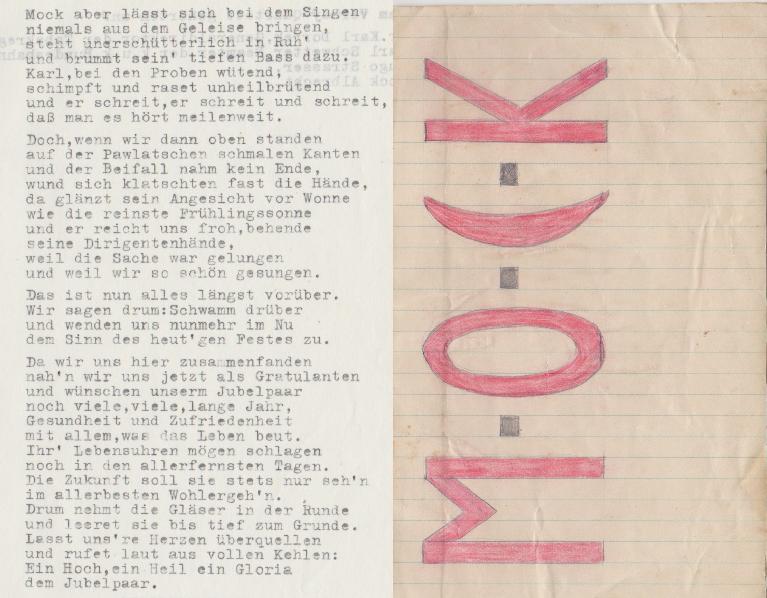 Mock aber lässt sich bei dem Singen
niemals aus dem Geleise bringen,
steht unerschütterlich in Ruh'
und brummt sein' tiefen Bass dazu.
Karl,bei den Proben wütend,
schimpft und raset unheilbrütend
und er schreit,er schreit und schreit,
daß man es hört meilenweit.
Doch,wenn wir dann oben standen
auf der Pawlatschen schmalen Kanten
und der Beifall nahm kein Ende,
wund sich klatschten fast die Hände,
da glänzt sein Angesicht vor Wonne
wie die reinste Frühlingssonne
und er reicht uns froh,behende
seine Dirigentenhände,
weil die Sache war gelungen
und weil wir so schön gesungen.
Das ist nun alles längst vorüber.
Wir sagen drum:Schwamm drüber
und wenden uns nunmehr im Nu
dem Sinn des heut'gen Festes zu.
Da wir uns hier zusammenfanden
nah'n wir uns jetzt als Gratulanten
und wünschen unserm Jubelpaar
noch viele,viele,lange Jahr,
Gesundheit und Zufriedenheit
mit allem,was das Leben beut.
Ihr' Lebensuhren mögen schlagen
noch in den allerfernsten Tagen.
Die Zukunft soll sie stets nur seh'n
im allerbesten Wohlergeh'n.
Drum nehmt die Gläser in der Runde
und leeret sie bis tief zum Grunde.
Lasst uns're Herzen überquellen
und rufet laut aus vollen Kehlen:
Ein Hoch,ein Heil ein Gloria
dem Jubelpaar.
M·O·C·K